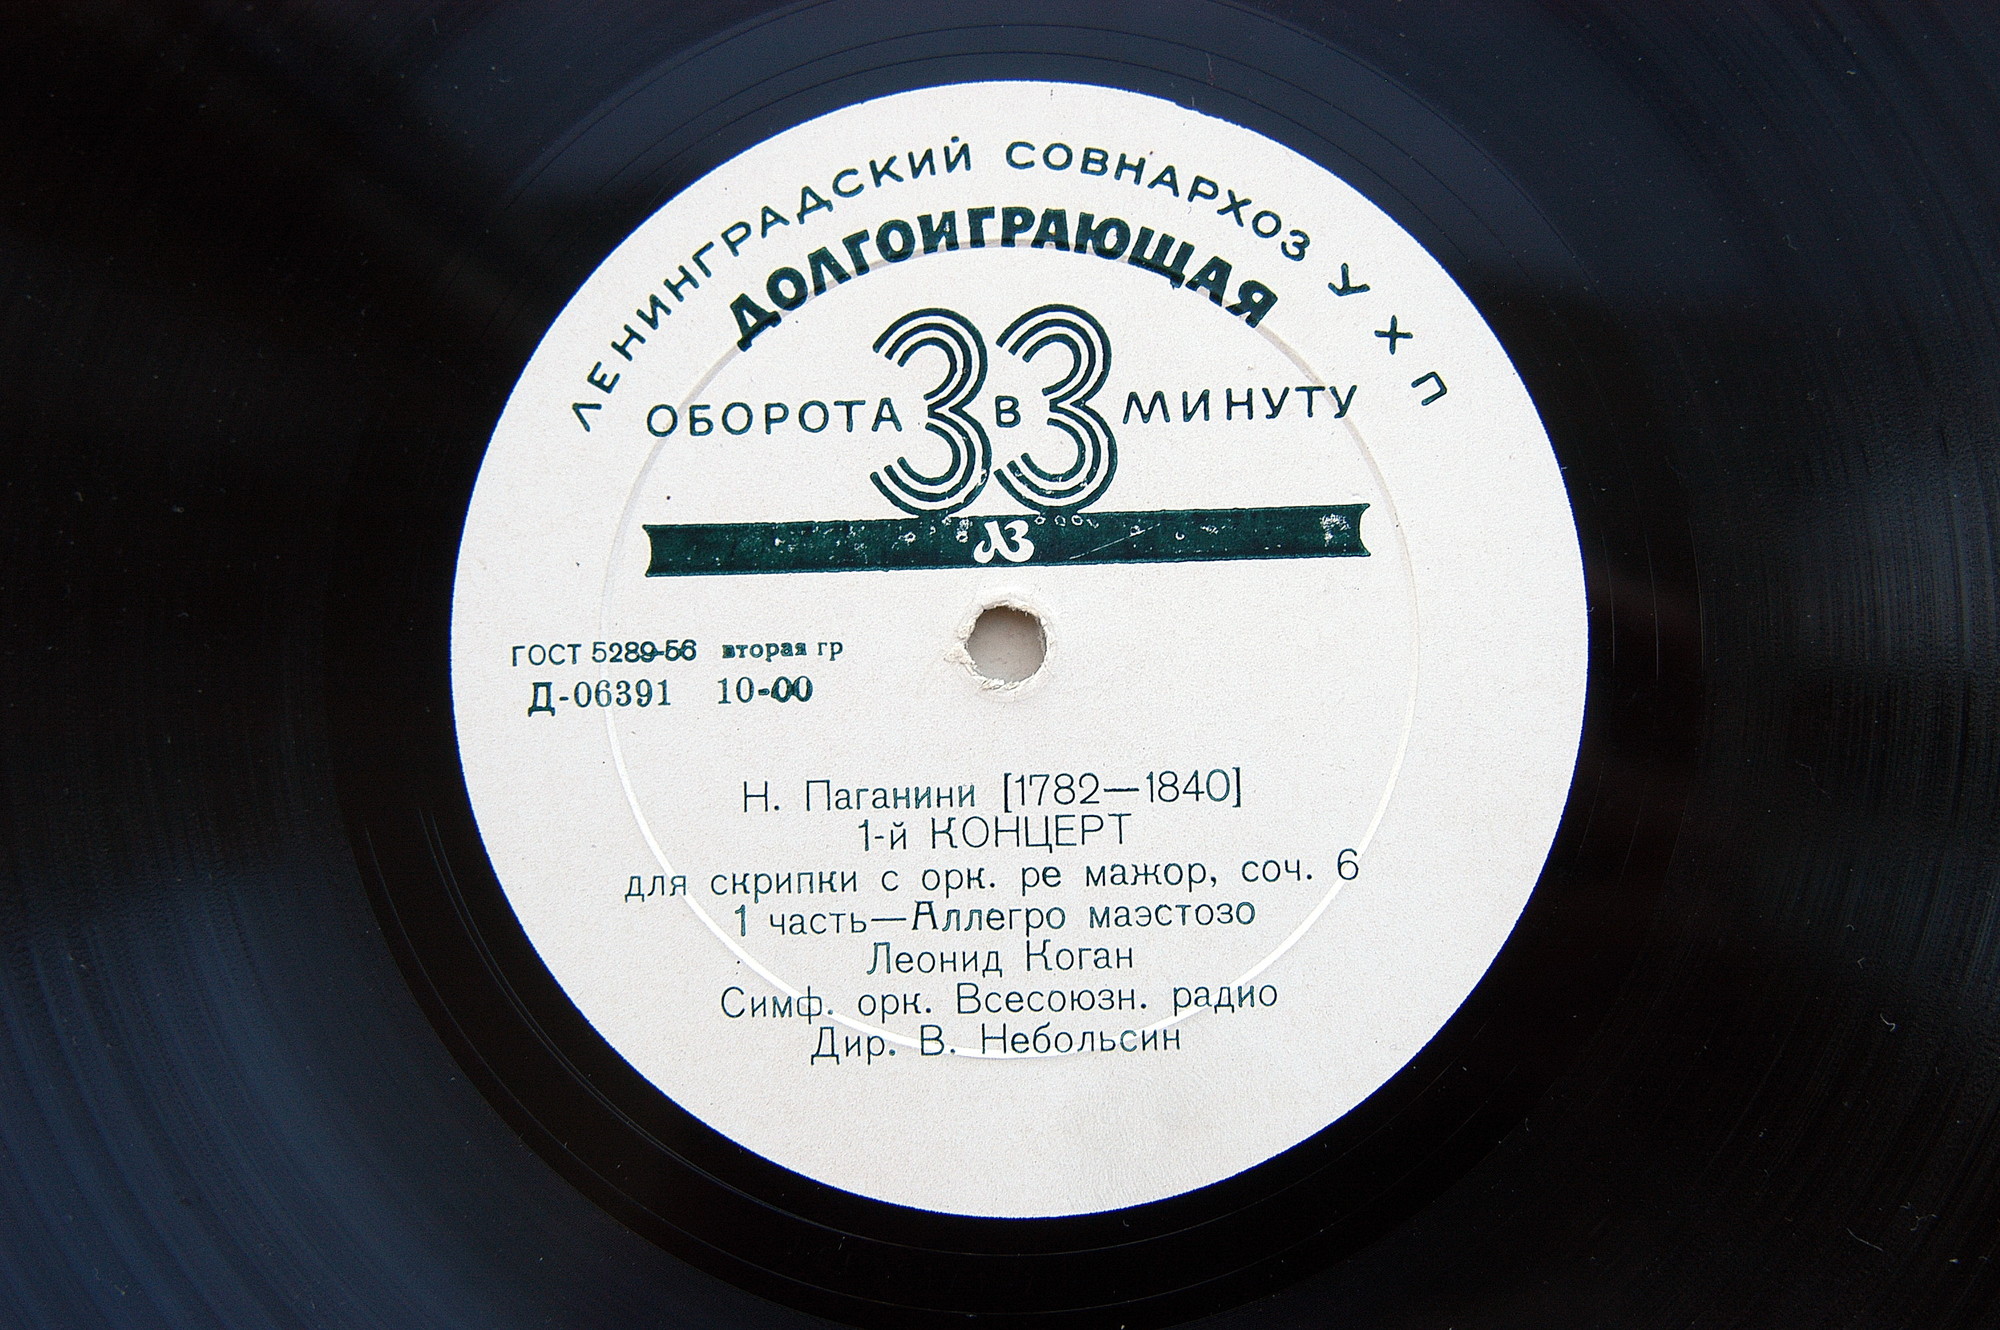 ЛЕНИНГРАДСКИЙ СОВНАРХОЗ УХП
ДОЛГОИГРАЮЩАЯ
33
ОБОРОТА В МИНУТУ
ЛЗ
ГОСТ 5289-56 вторая гр
Д-06391 10-00
Н. Паганини [1782—1840]
1-й КОНЦЕРТ
для скрипки с орк. ре мажор, соч. 6
1 часть—Аллегро маэстозо
Леонид Коган
Симф. орк. Всесоюзн. радио
Дир. В. Небольсин